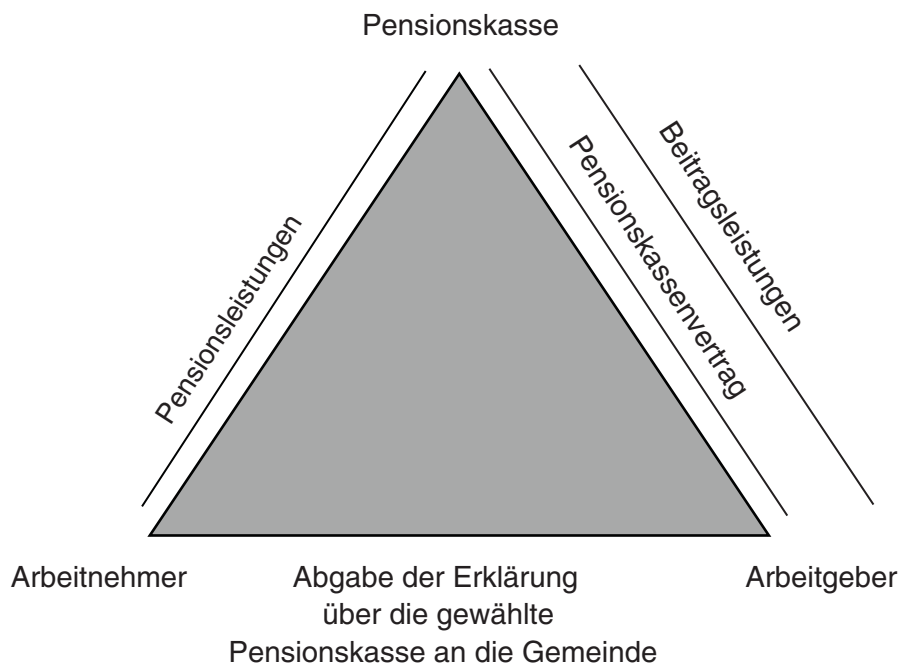 Pensionskasse
Pensionsleistungen
Pensionskassenvertrag
Beitragsleistungen
Arbeitnehmer
Abgabe der Erklärung
über die gewählte
Pensionskasse an die Gemeinde
Arbeitgeber